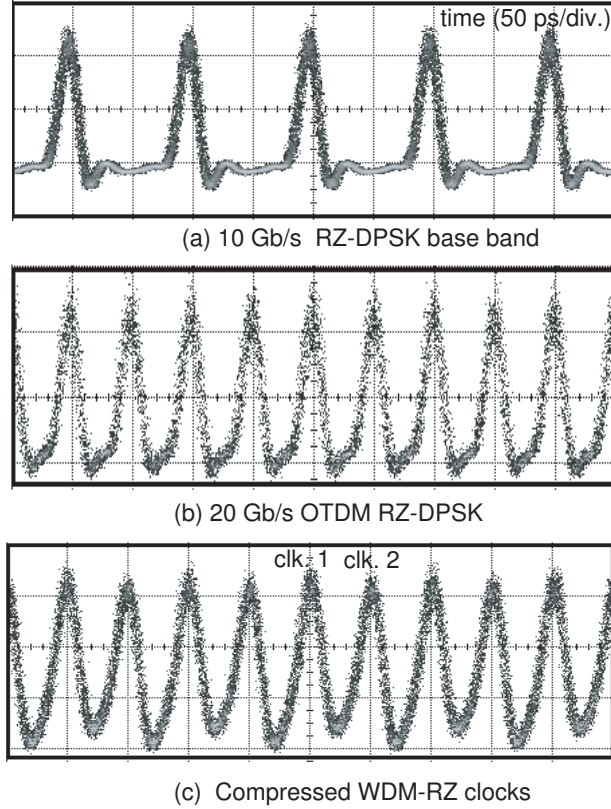 time (50 ps/div.)
(a) 10 Gb/s RZ-DPSK base band
(b) 20 Gb/s OTDM RZ-DPSK
clk. 1 clk. 2
(c) Compressed WDM-RZ clocks